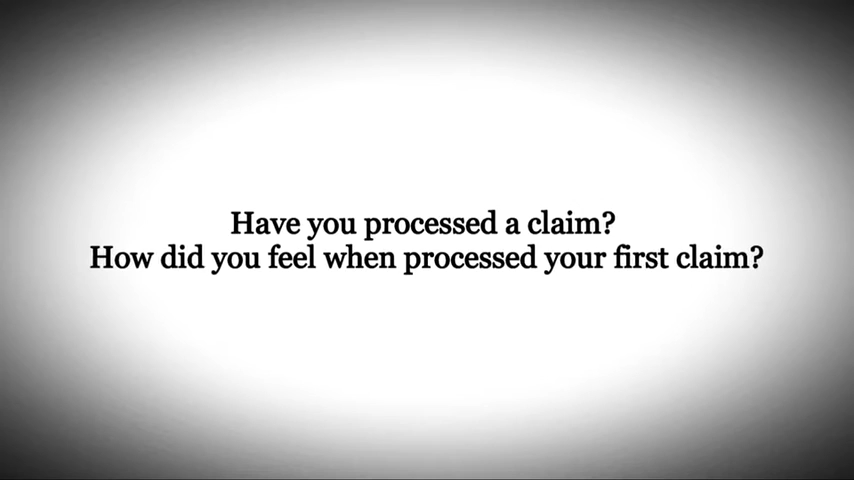 Have you processed a claim?
How did you feel when processed your first claim?